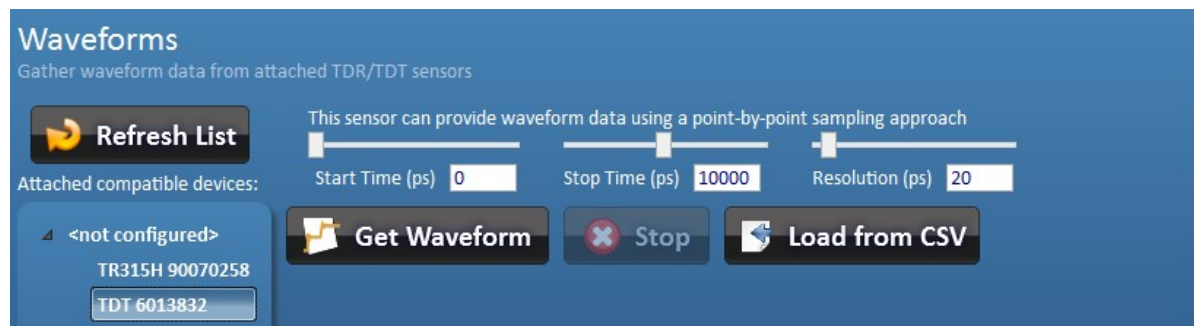 Waveforms
Gather waveform data from attached TDR/TDT sensors
Refresh List
This sensor can provide waveform data using a point-by-point sampling approach
Start Time (ps) 0 Stop Time (ps) 10000 Resolution (ps) 20
Attached compatible devices:
<not configured>
TR315H 90070258
TDT 6013832
Get Waveform Stop Load from CSV